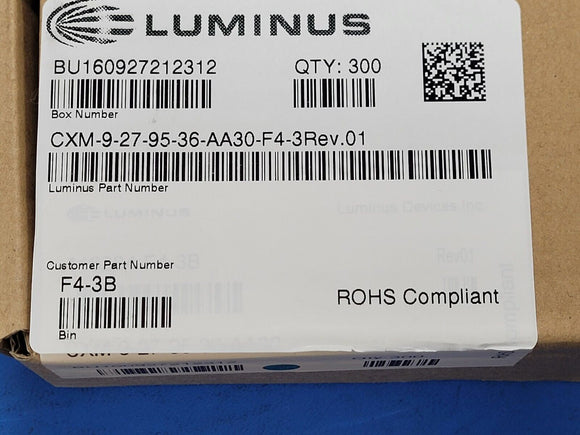 LUMINUS
BU160927212312 QTY: 300
Box Number
CXM-9-27-95-36-AA30-F4-3Rev.01
Luminus Part Number
LUMINUS Luminus Devices Inc
Rev01
Customer Part Number
F4-3B
ROHS Compliant
Bin